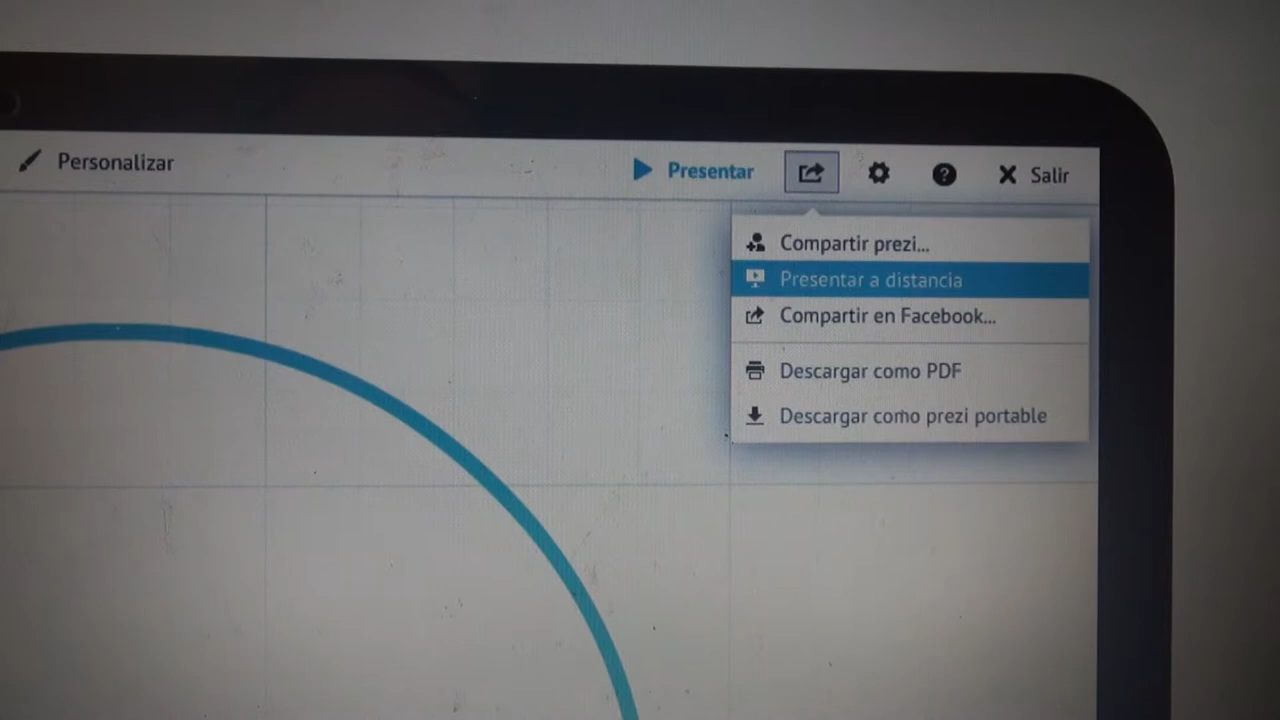 Personalizar
Presentar
Salir
Compartir prezi...
Presentar a distancia
Compartir en Facebook...
Descargar como PDF
Descargar como prezi portable